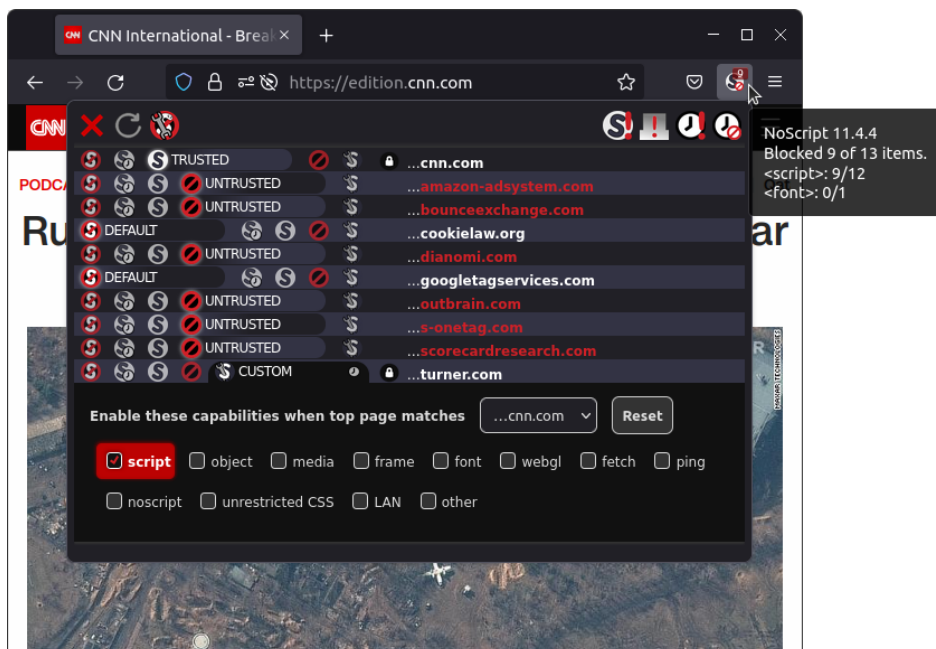 CNN International - Break
https://edition.cnn.com
9
CNN
NoScript 11.4.4
Blocked 9 of 13 items.
<script>: 9/12
<font>: 0/1
PODCA
Ru
ar
TRUSTED ...cnn.com
UNTRUSTED ...amazon-adsystem.com
UNTRUSTED ...bounceexchange.com
DEFAULT ...cookielaw.org
UNTRUSTED ...dianomi.com
DEFAULT ...googletagservices.com
UNTRUSTED ...outbrain.com
UNTRUSTED ...s-onetag.com
UNTRUSTED ...scorecardresearch.com
CUSTOM ...turner.com
MAXAR TECHNOLOGIES
Enable these capabilities when top page matches ...cnn.com Reset
script object media frame font webgl fetch ping
noscript unrestricted CSS LAN other